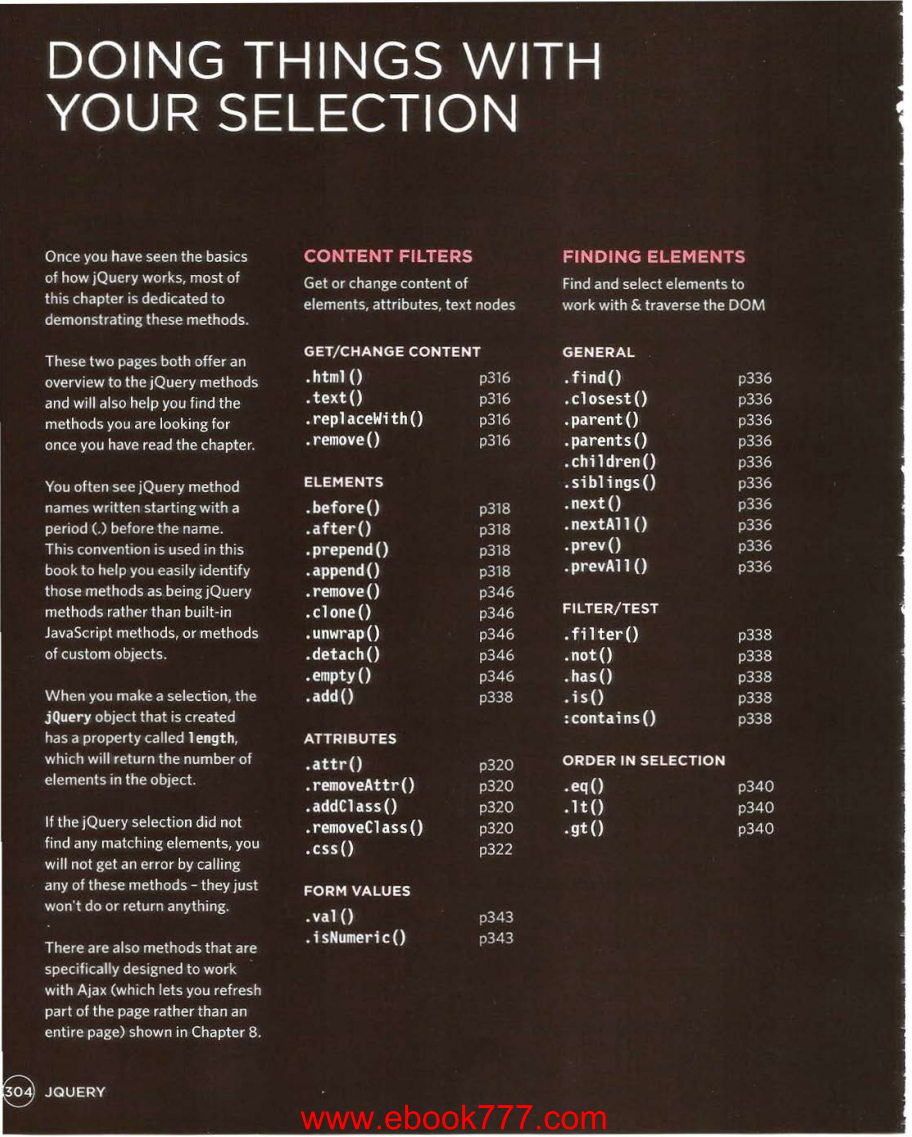 DOING THINGS WITH
YOUR SELECTION
Once you have seen the basics
of how jQuery works, most of
this chapter is dedicated to
demonstrating these methods.
These two pages both offer an
overview to the jQuery methods
and will also help you find the
methods you are looking for
once you have read the chapter.
You often see jQuery method
names written starting with a
period (.) before the name.
This convention is used in this
book to help you easily identify
those methods as being jQuery
methods rather than built-in
JavaScript methods, or methods
of custom objects.
When you make a selection, the
jQuery object that is created
has a property called length,
which will return the number of
elements in the object.
If the jQuery selection did not
find any matching elements, you
will not get an error by calling
any of these methods – they just
won't do or return anything.
There are also methods that are
specifically designed to work
with Ajax (which lets you refresh
part of the page rather than an
entire page) shown in Chapter 8.
CONTENT FILTERS
Get or change content of
elements, attributes, text nodes
GET/CHANGE CONTENT
.html() p316
.text() p316
.replaceWith() p316
.remove() p316
ELEMENTS
.before() p318
.after() p318
.prepend() p318
.append() p318
.remove() p346
.clone() p346
.unwrap() p346
.detach() p346
.empty() p346
.add() p338
ATTRIBUTES
.attr() p320
.removeAttr() p320
.addClass() p320
.removeClass() p320
.css() p322
FORM VALUES
.val() p343
.isNumeric() p343
FINDING ELEMENTS
Find and select elements to
work with & traverse the DOM
GENERAL
.find() p336
.closest() p336
.parent() p336
.parents() p336
.children() p336
.siblings() p336
.next() p336
.nextAll() p336
.prev() p336
.prevAll() p336
FILTER/TEST
.filter() p338
.not() p338
.has() p338
.is() p338
:contains() p338
ORDER IN SELECTION
.eq() p340
.lt() p340
.gt() p340
304 JQUERY
www.ebook777.com